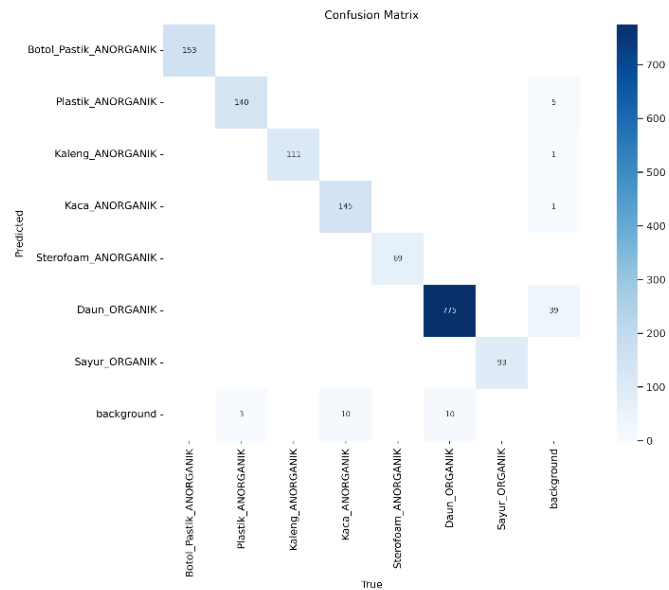 Confusion Matrix
Botol_Pastik_ANORGANIK
153
Plastik_ANORGANIK
140
5
Kaleng_ANORGANIK
111
1
Kaca_ANORGANIK
145
1
Sterofoam_ANORGANIK
69
Daun_ORGANIK
775
39
Sayur_ORGANIK
93
background
3
10
10
Predicted
Botol_Pastik_ANORGANIK
Plastik_ANORGANIK
Kaleng_ANORGANIK
Kaca_ANORGANIK
Sterofoam_ANORGANIK
Daun_ORGANIK
Sayur_ORGANIK
background
True
700
600
500
400
300
200
100
0